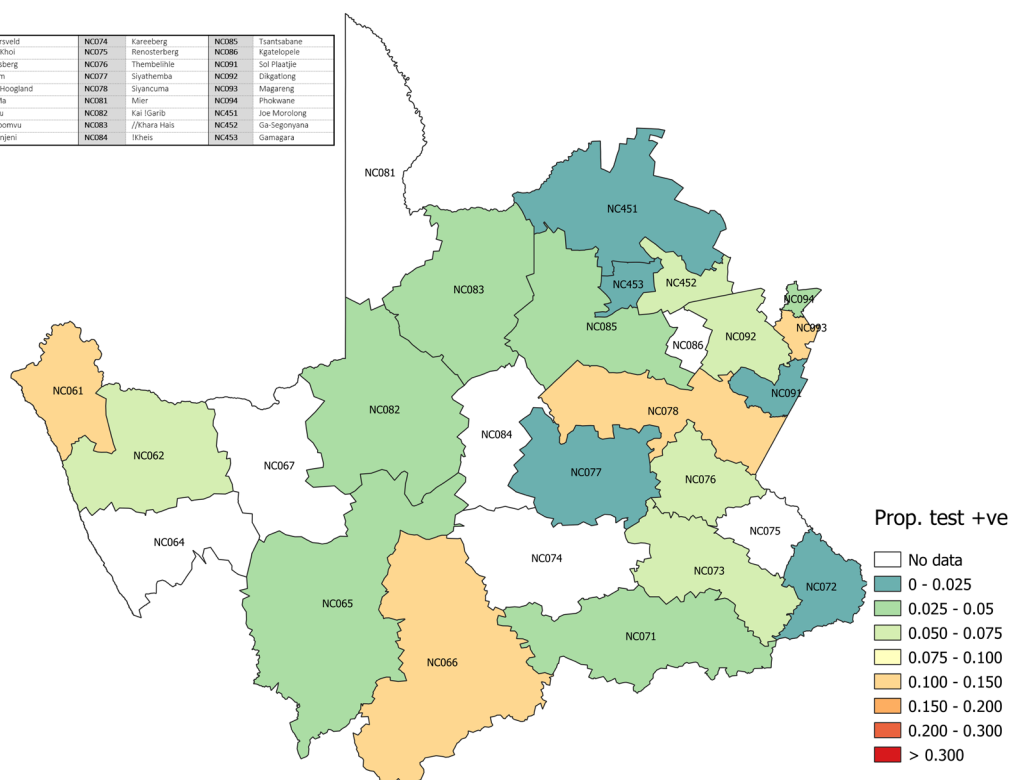 rsveld NC074 Kareeberg NC085 Tsantsabane
Khoi NC075 Renosterberg NC086 Kgatelopele
sberg NC076 Thembelihle NC091 Sol Plaatjie
m NC077 Siyathemba NC092 Dikgatlong
Hoogland NC078 Siyancuma NC093 Magareng
Ma NC081 Mier NC094 Phokwane
u NC082 Kai !Garib NC451 Joe Morolong
omvu NC083 //Khara Hais NC452 Ga-Segonyana
njeni NC084 !Kheis NC453 Gamagara
NC081
NC451
NC453
NC452
NC083
NC094
NC085
NC093
NC092
NC086
NC061
NC091
NC082
NC078
NC084
NC062
NC067
NC077
NC076
NC064
NC075
NC074
NC073
NC072
NC065
NC071
NC066
Prop. test +ve
No data
0 - 0.025
0.025 - 0.05
0.050 - 0.075
0.075 - 0.100
0.100 - 0.150
0.150 - 0.200
0.200 - 0.300
> 0.300